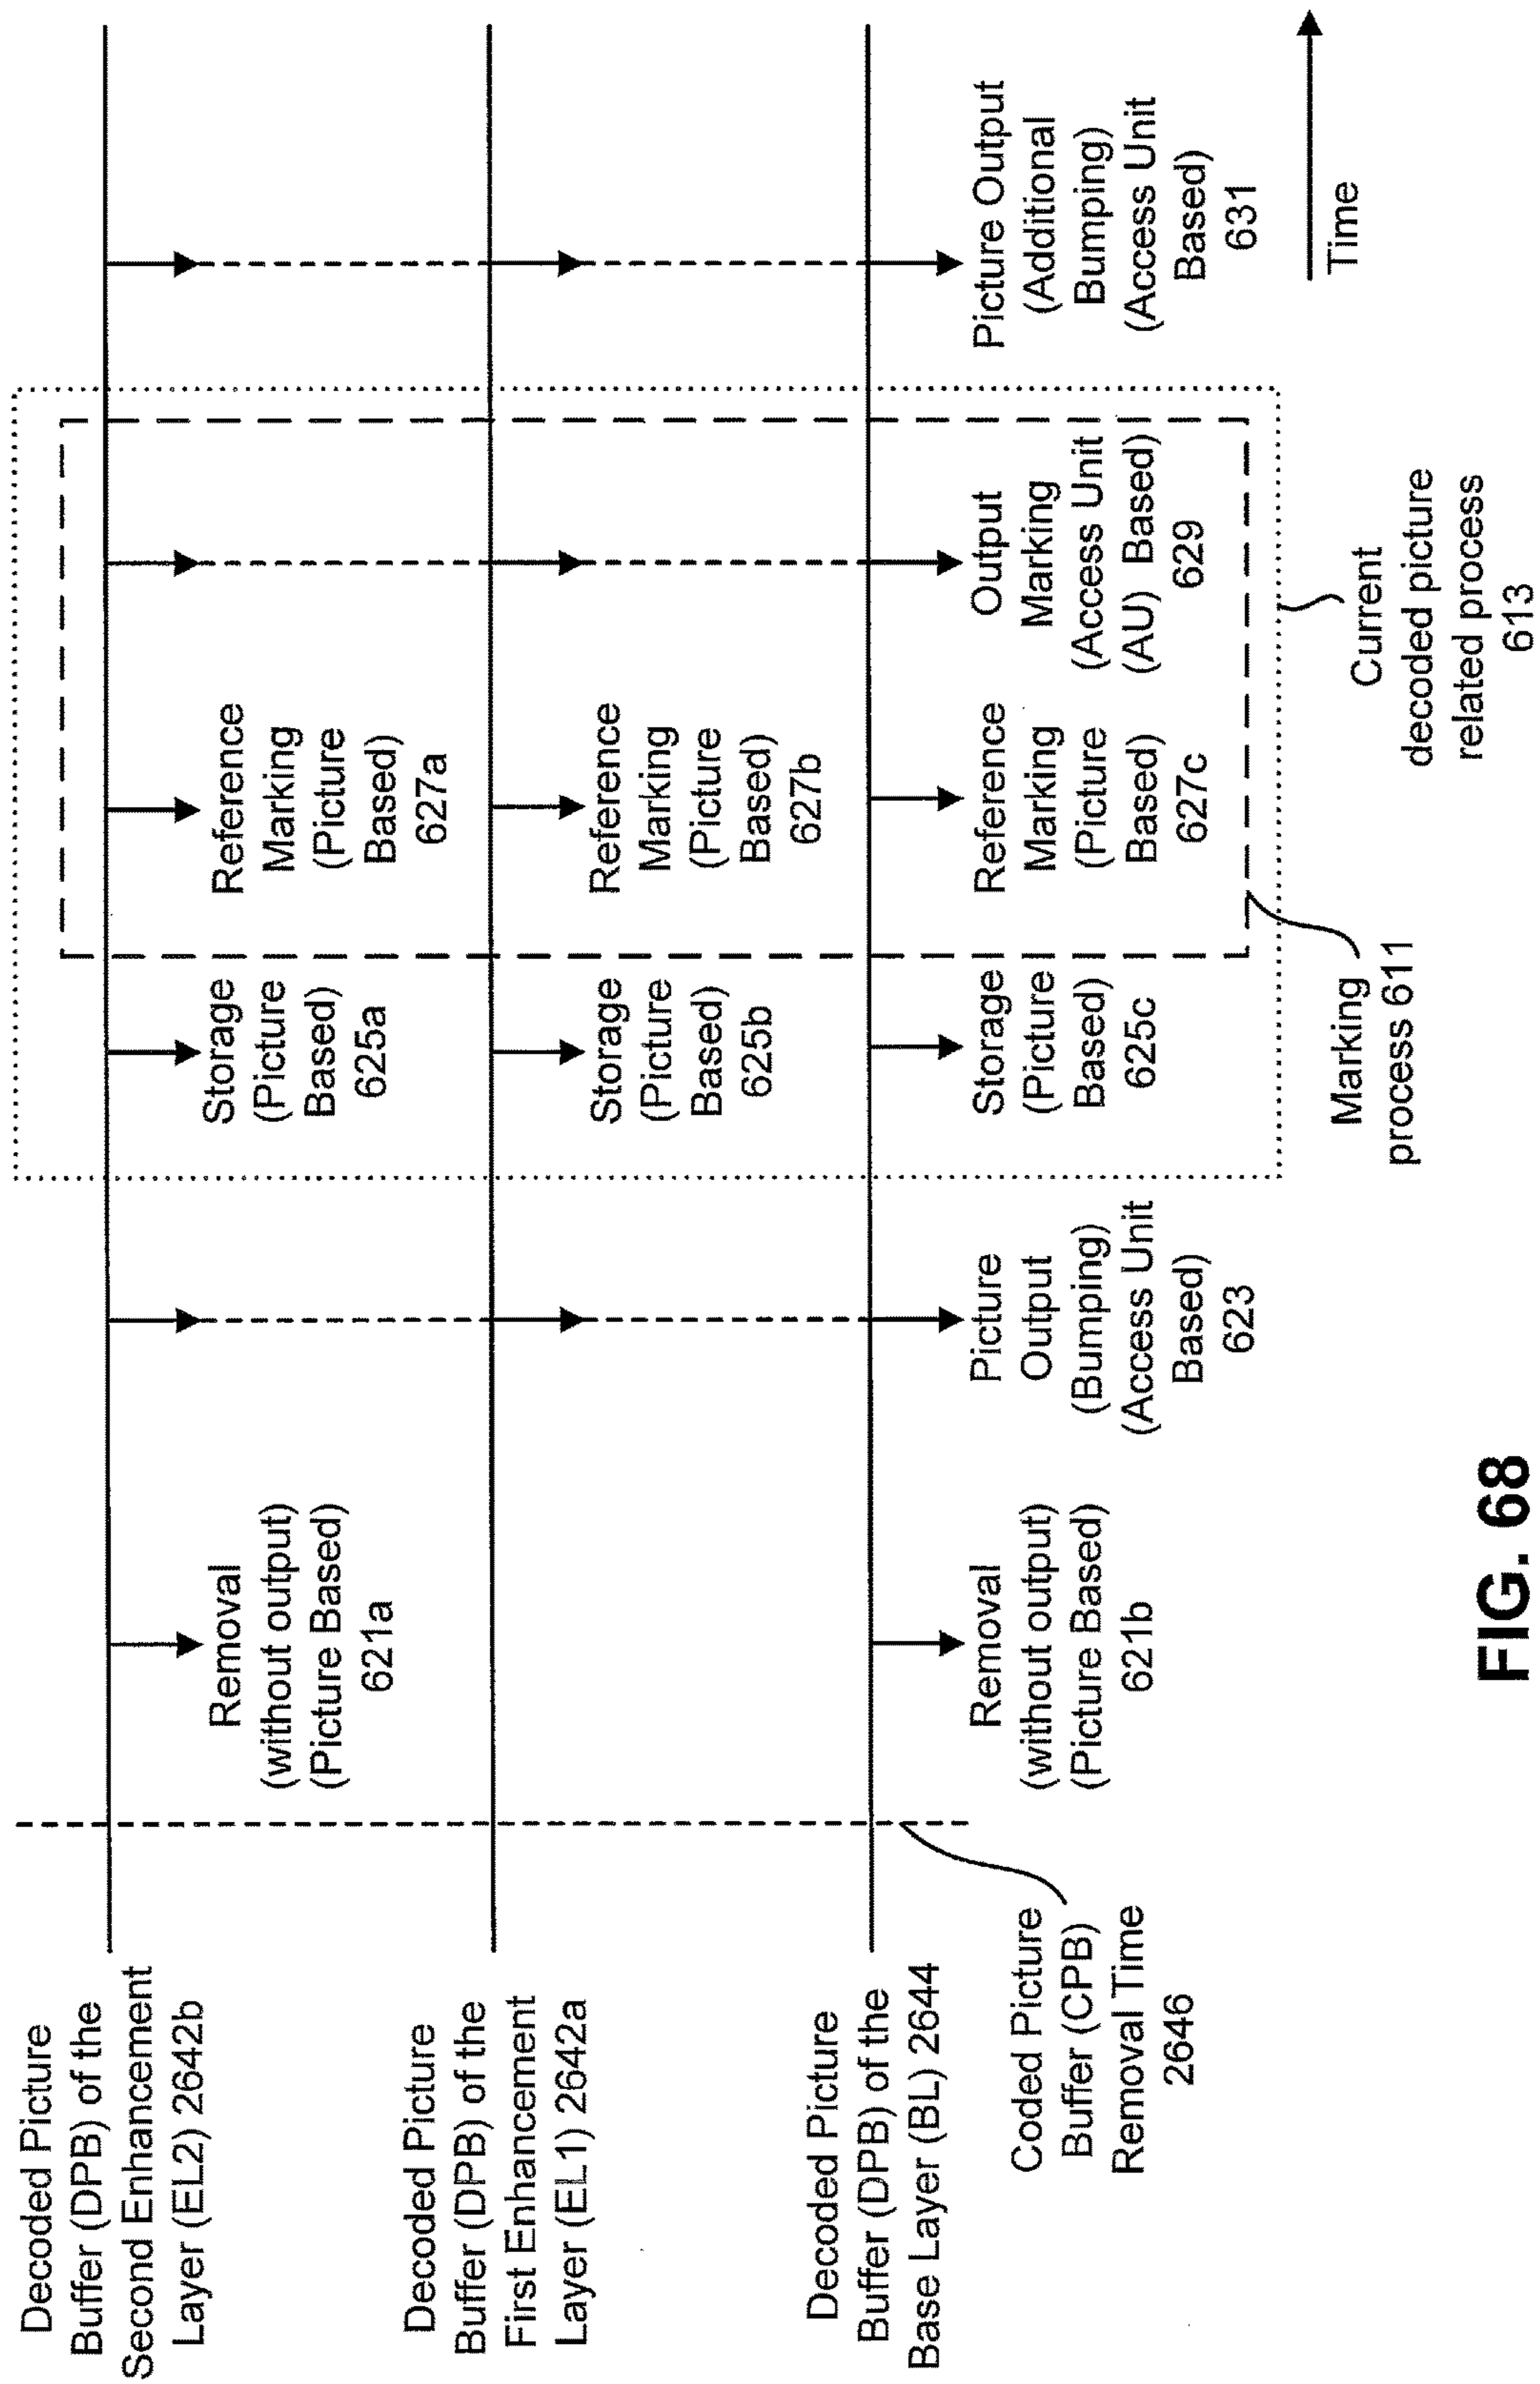 Decoded Picture
Buffer (DPB) of the
Second Enhancement
Layer (EL2) 2642b
Removal
(without output)
(Picture Based)
621a
Storage
(Picture
Based)
625a
Reference
Marking
(Picture
Based)
627a
Decoded Picture
Buffer (DPB) of the
First Enhancement
Layer (EL1) 2642a
Storage
(Picture
Based)
625b
Reference
Marking
(Picture
Based)
627b
Decoded Picture
Buffer (DPB) of the
Base Layer (BL) 2644
Removal
(without output)
(Picture Based)
621b
Picture
Output
(Bumping)
(Access Unit
Based)
623
Storage
(Picture
Based)
625c
Reference
Marking
(Picture
Based)
627c
Output
Marking
(Access Unit
(AU) Based)
629
Picture Output
(Additional
Bumping)
(Access Unit
Based)
631
Coded Picture
Buffer (CPB)
Removal Time
2646
Marking
process 611
Current
decoded picture
related process
613
Time
FIG. 68